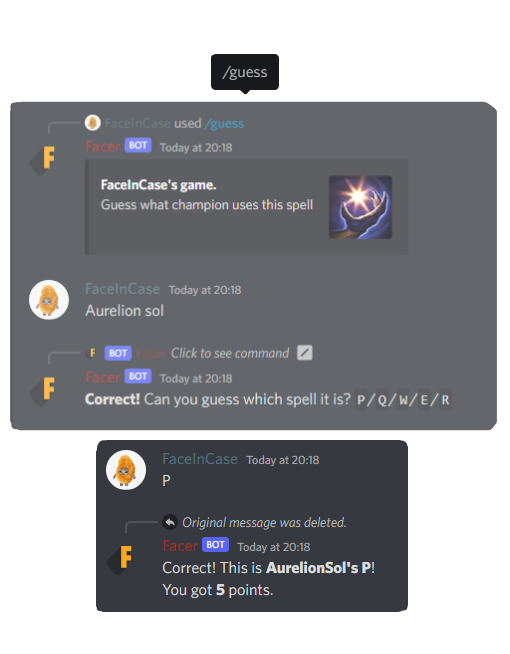 /guess
FaceInCase used /guess
Facer BOT Today at 20:18
FaceInCase's game.
Guess what champion uses this spell
FaceInCase Today at 20:18
Aurelion sol
F BOT Facer Click to see command
Facer BOT Today at 20:18
Correct! Can you guess which spell it is? P/Q/W/E/R
FaceInCase Today at 20:18
P
Original message was deleted.
Facer BOT Today at 20:18
Correct! This is AurelionSol's P!
You got 5 points.